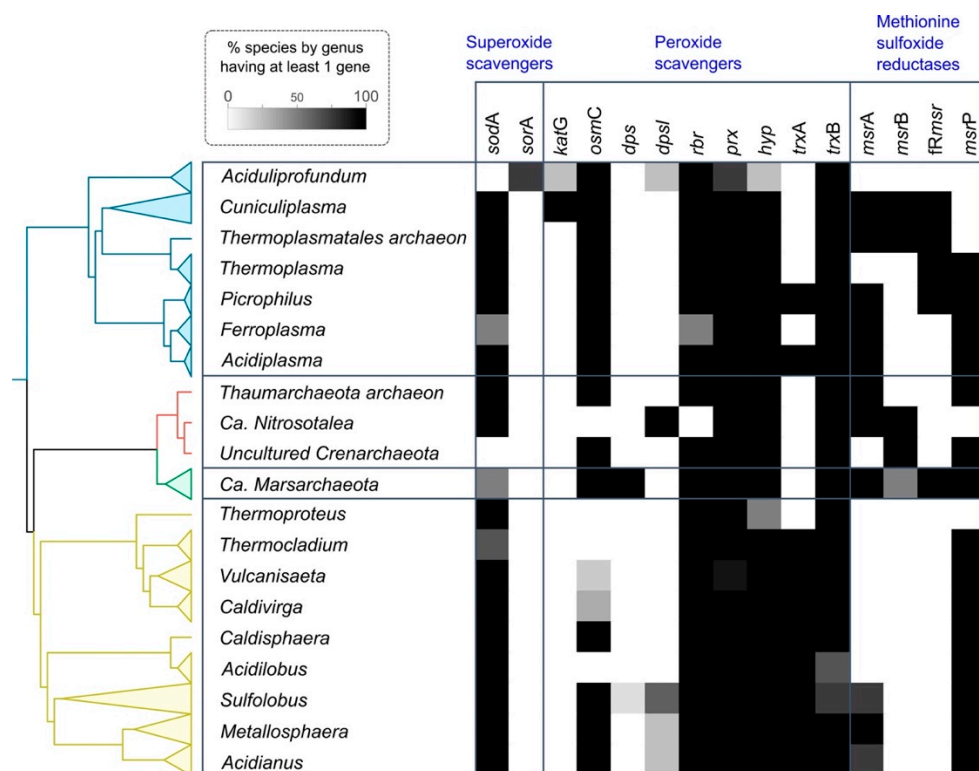 % species by genus
having at least 1 gene
0 50 100
Superoxide
scavengers
Peroxide
scavengers
Methionine
sulfoxide
reductases
sodA
sorA
katG
osmC
dps
dpsl
rbr
prx
hyp
trxA
trxB
msrA
msrB
fRmsr
msrP
Aciduliprofundum
Cuniculiplasma
Thermoplasmatales archaeon
Thermoplasma
Picrophilus
Ferroplasma
Acidiplasma
Thaumarchaeota archaeon
Ca. Nitrosotalea
Uncultured Crenarchaeota
Ca. Marsarchaeota
Thermoproteus
Thermocladium
Vulcanisaeta
Caldivirga
Caldisphaera
Acidilobus
Sulfolobus
Metallosphaera
Acidianus